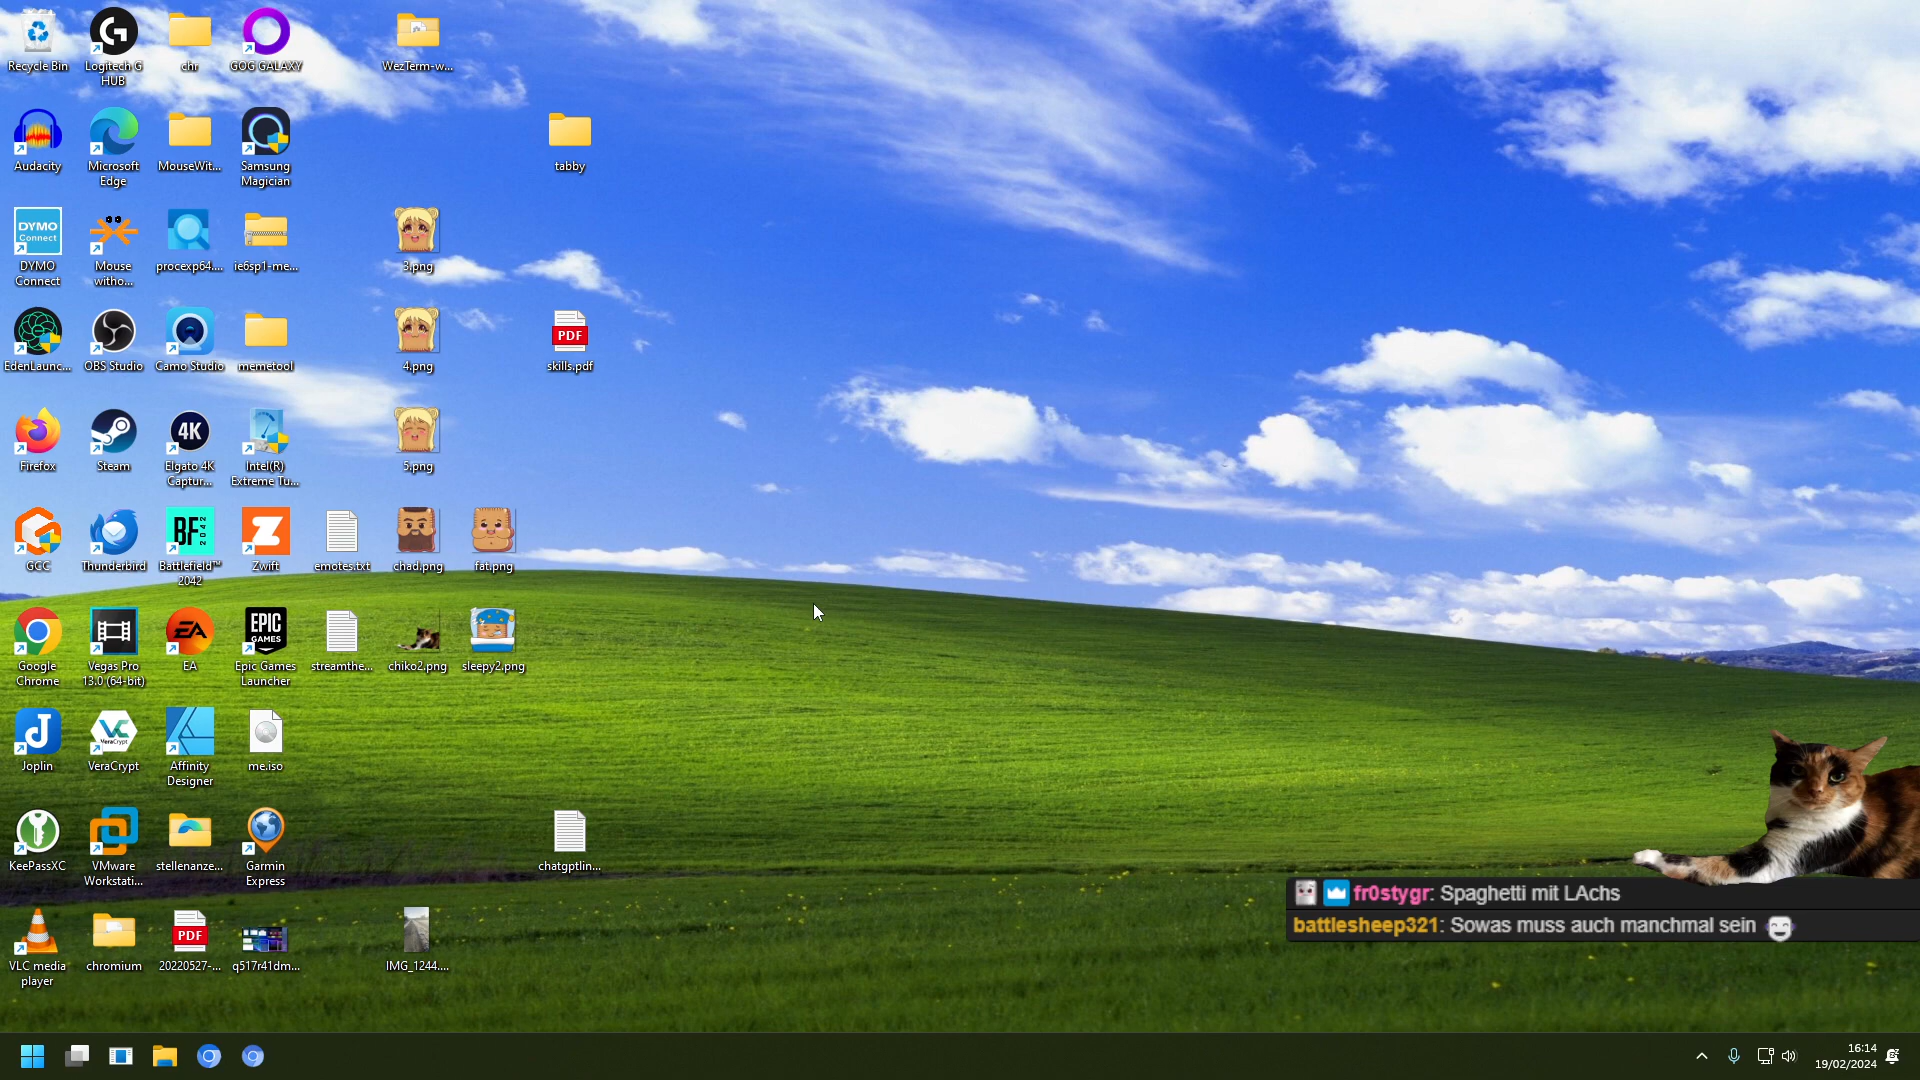 Recycle Bin
Logitech G HUB
chr
GOG GALAXY
WezTerm-w...
Audacity
Microsoft Edge
MouseWit...
Samsung Magician
tabby
DYMO Connect
DYMO Connect
Mouse witho...
procexp64....
ie6sp1-me...
3.png
EdenLaunc...
OBS Studio
Camo Studio
memetool
4.png
PDF
skills.pdf
Firefox
Steam
4K
Elgato 4K Captur...
Intel(R) Extreme Tu...
5.png
GCC
Thunderbird
BF 2042
Battlefield™ 2042
Zwift
emotes.txt
chad.png
fat.png
Google Chrome
Vegas Pro 13.0 (64-bit)
EA
EA
EPIC GAMES
Epic Games Launcher
streamthe...
chiko2.png
sleepy2.png
Joplin
VeraCrypt
VeraCrypt
Affinity Designer
me.iso
KeePassXC
VMware Workstati...
stellenanze...
Garmin Express
chatgptlin...
fr0stygr: Spaghetti mit LAchs
battlesheep321: Sowas muss auch manchmal sein
VLC media player
chromium
PDF
20220527-...
q517r41dm...
IMG_1244....
16:14
19/02/2024